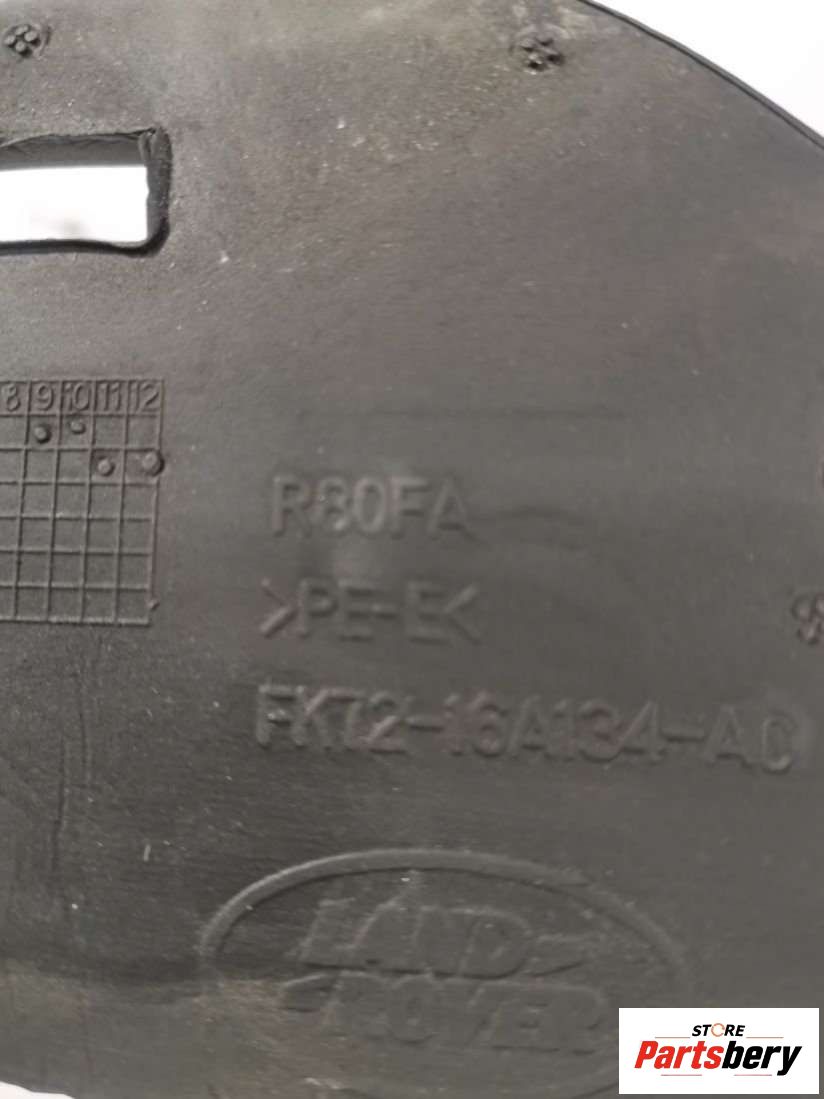 8 9 10 11 12
R80FA
>PE-E<
FK72-16A134-AC
LAND
ROVER
STORE
Partsbery